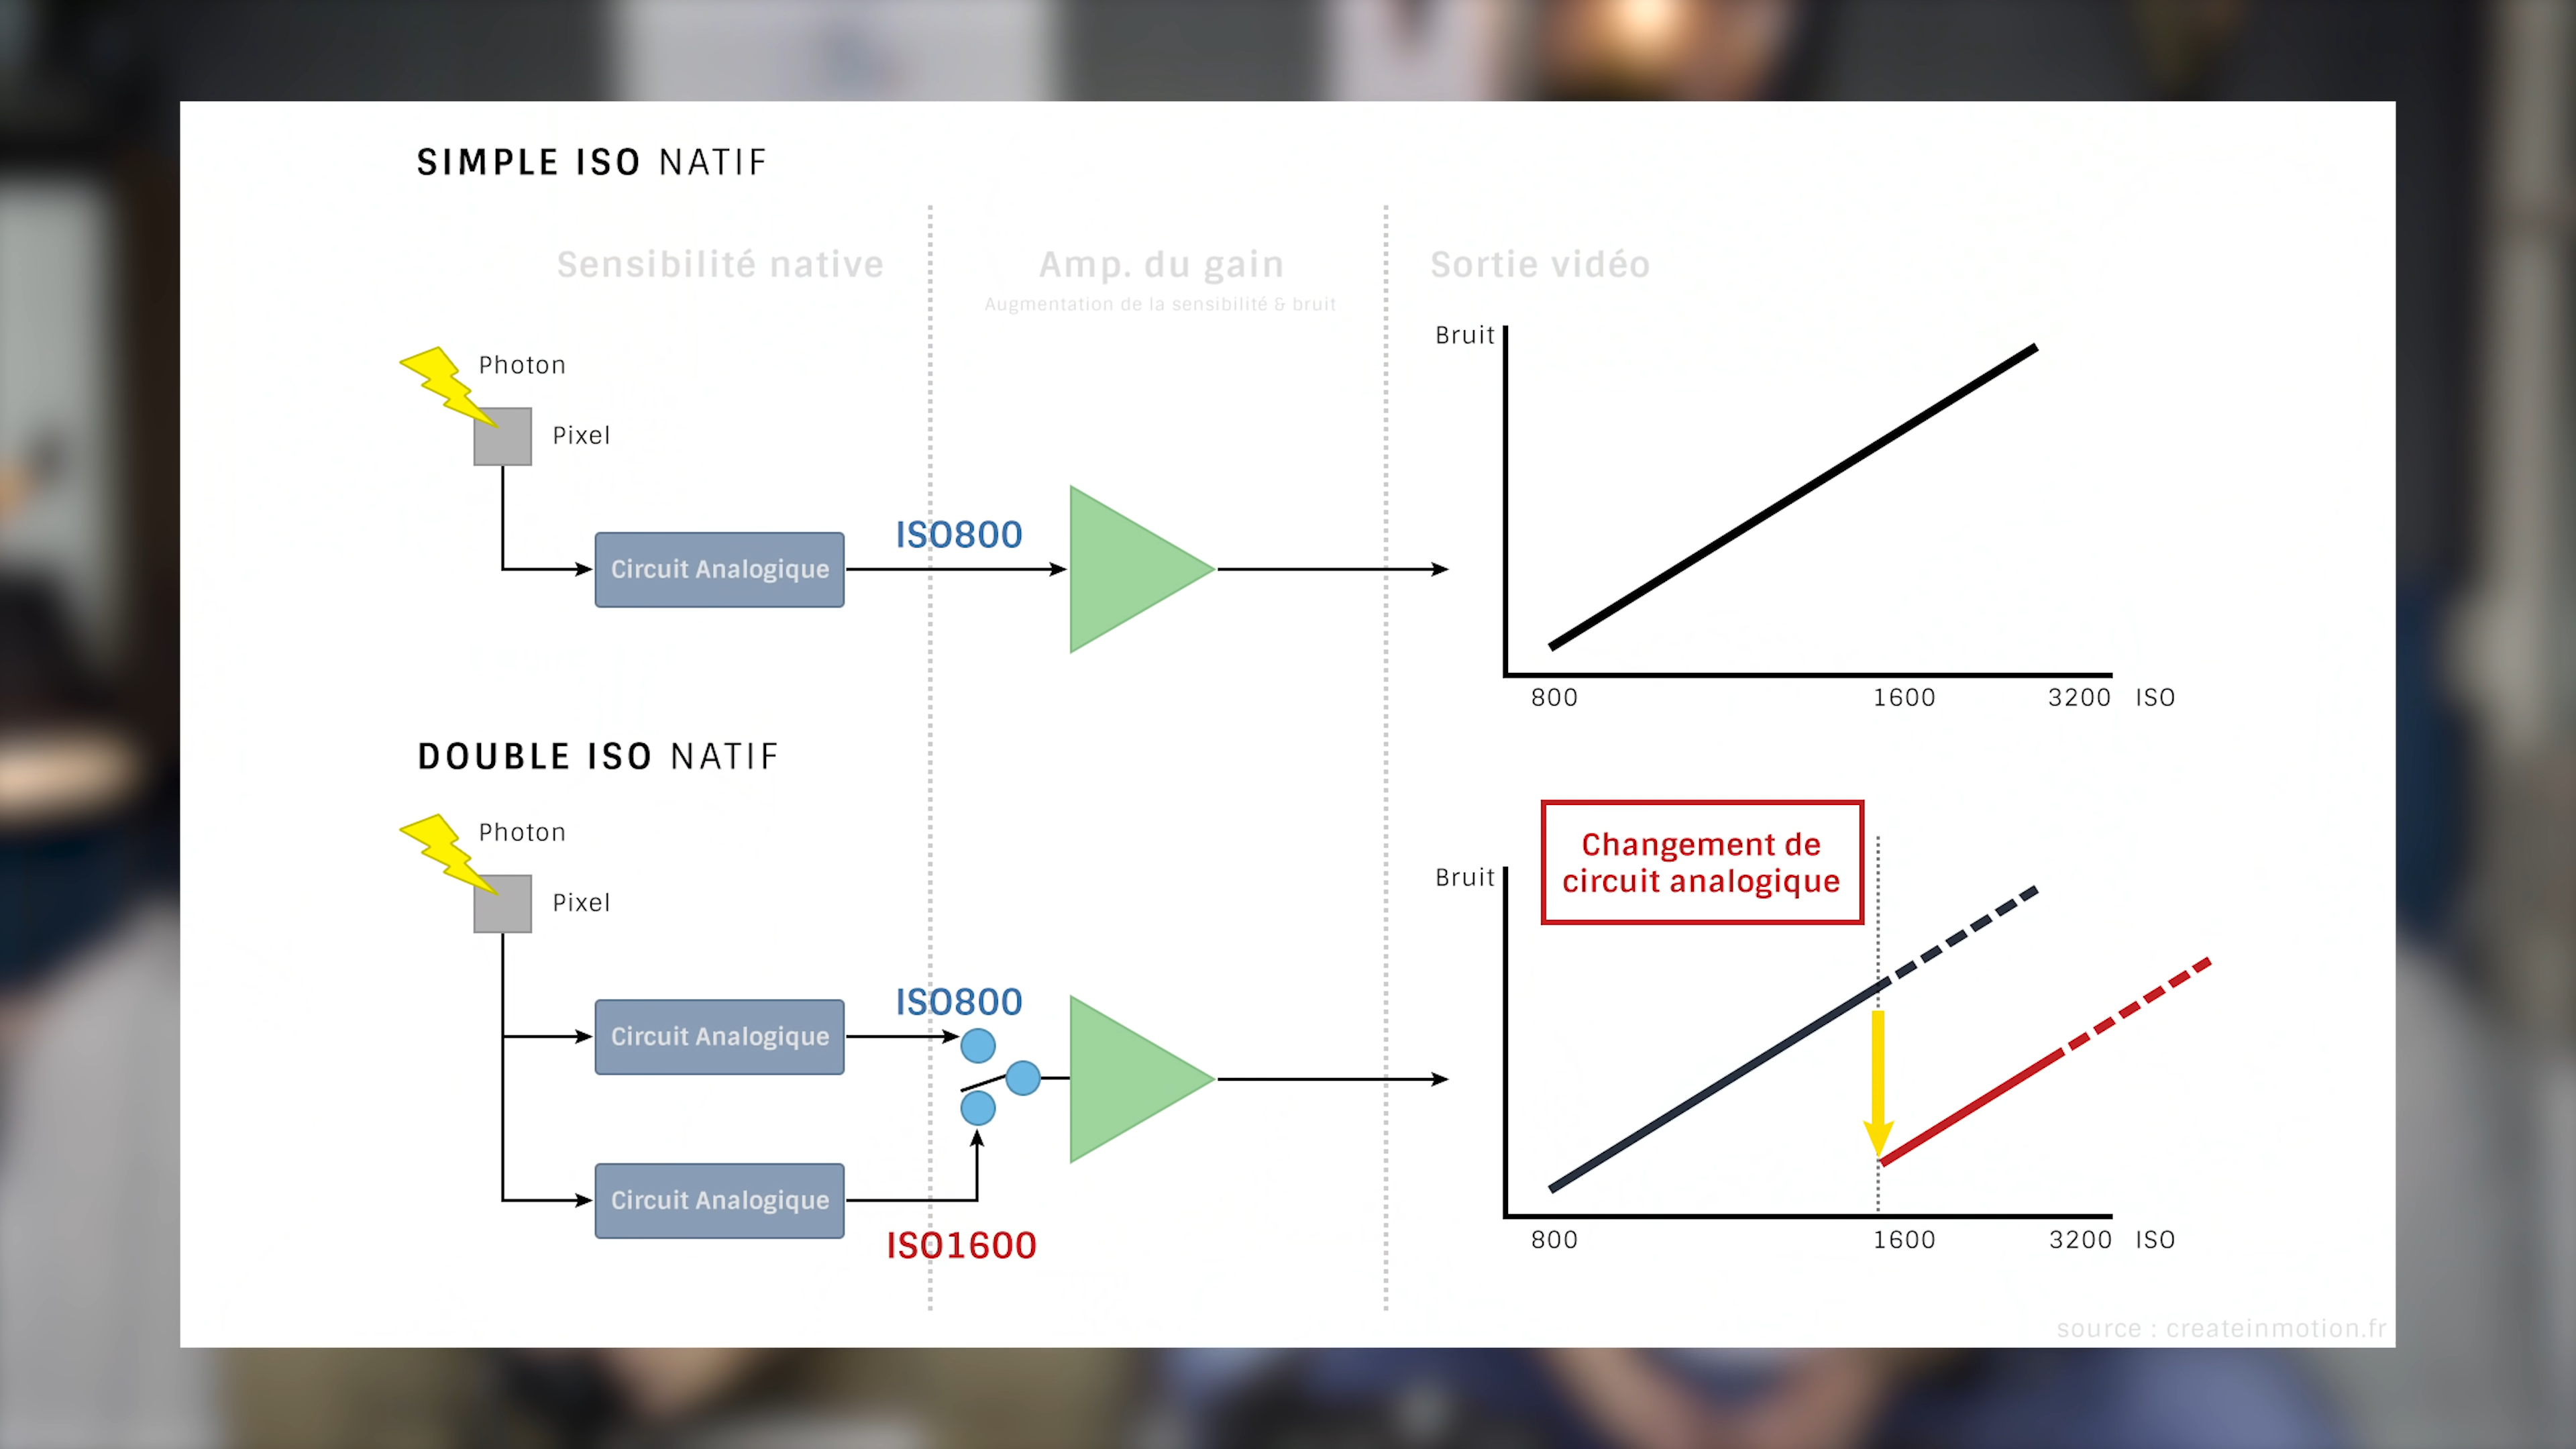 SIMPLE ISO NATIF
Sensibilité native
Amp. du gain
Augmentation de la sensibilité & bruit
Sortie vidéo
Photon
Pixel
Circuit Analogique
ISO800
Bruit
800 1600 3200 ISO
DOUBLE ISO NATIF
Photon
Pixel
Circuit Analogique
ISO800
Circuit Analogique
ISO1600
Changement de
circuit analogique
Bruit
800 1600 3200 ISO
source : createinmotion.fr